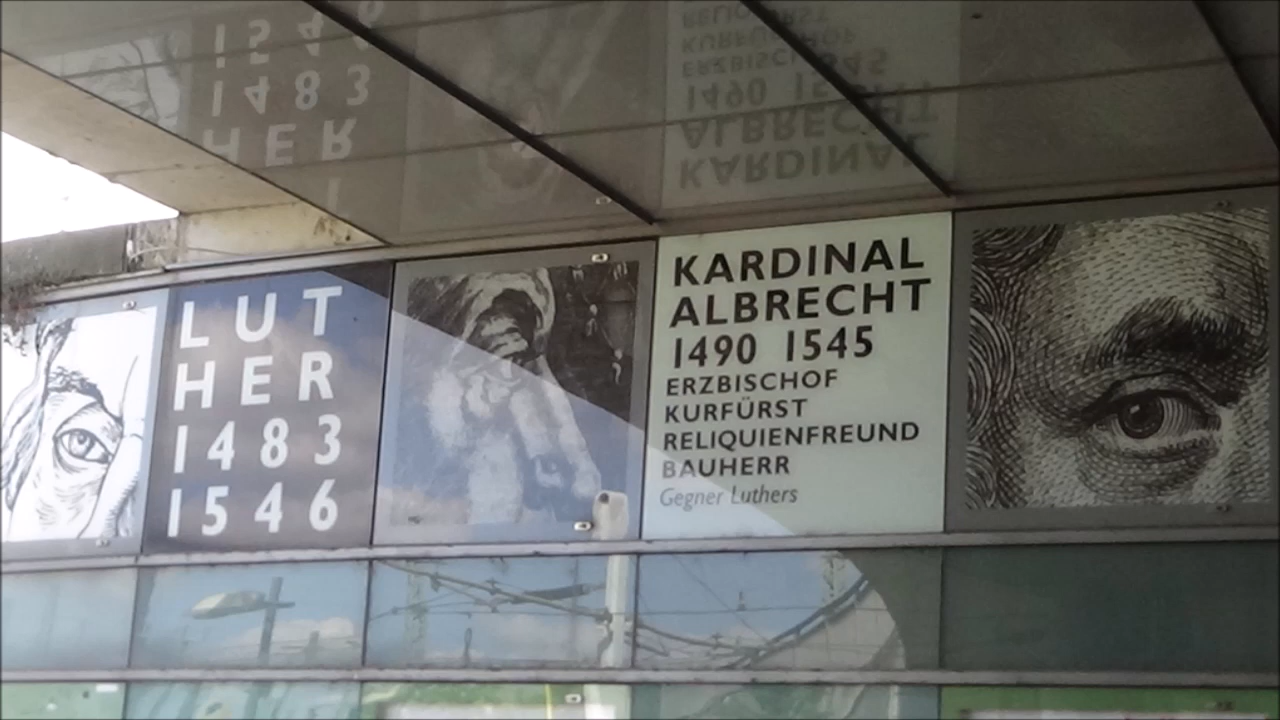 LUT
HER
1483
1546
KARDINAL
ALBRECHT
1490 1545
ERZBISCHOF
KURFÜRST
RELIQUIENFREUND
BAUHERR
Gegner Luthers